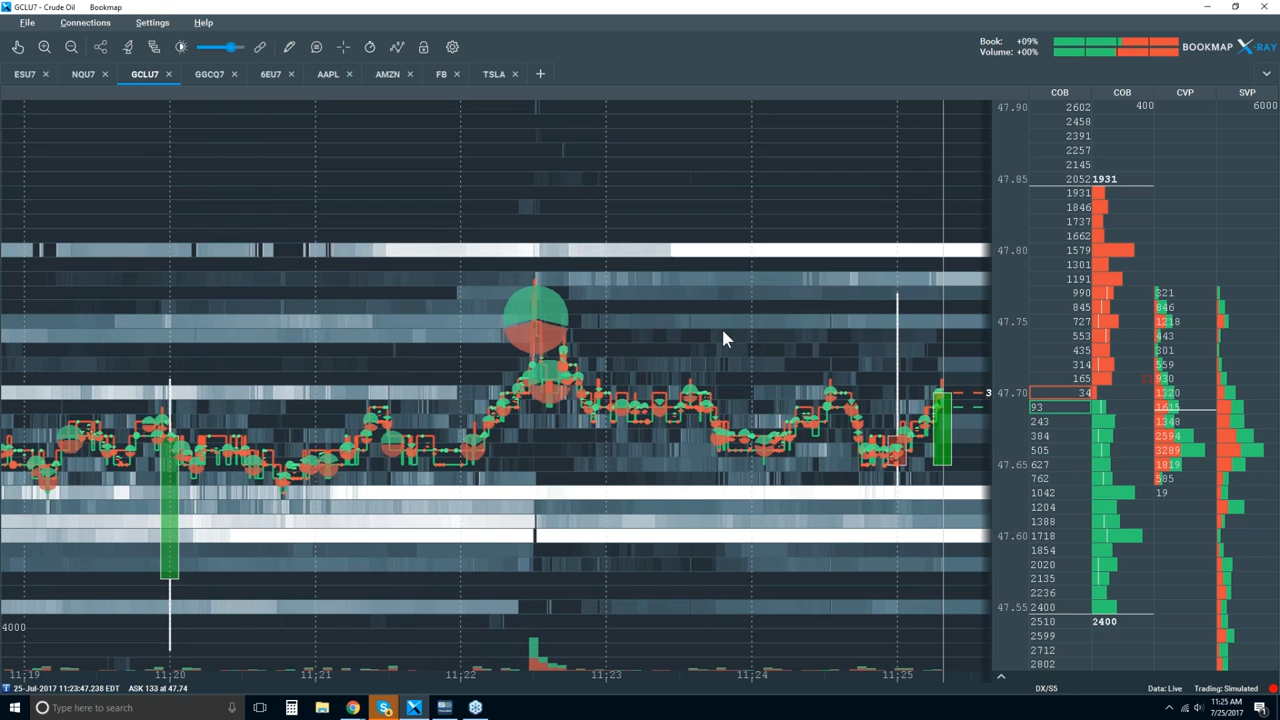 GCLU7 - Crude Oil Bookmap
File Connections Settings Help
Book: +09%
Volume: +00%
BOOKMAP X-RAY
ESU7 NQU7 GCLU7 GGCQ7 6EU7 AAPL AMZN FB TSLA
COB COB CVP SVP
47.90 2602 400 6000
2458
2391
2257
2145
47.85 2052 1931
1931
1846
1737
1662
47.80 1579
1301
1191
990 321
845 846
47.75 727 1218
553 443
435 301
314 559
165 930
3 47.70 34 1320
93 1615
243 1348
384 2594
505 3289
47.65 627 1819
762 585
1042 19
1204
1388
47.60 1718
1854
2020
2135
2236
47.55 2400
4000 2510 2400
2599
2712
2802
11:19 11:20 11:21 11:22 11:23 11:24 11:25
25-Jul-2017 11:23:47.238 EDT ASK 133 at 47.74 DX/S5 Data: Live Trading: Simulated
Type here to search 11:25 AM
7/25/2017